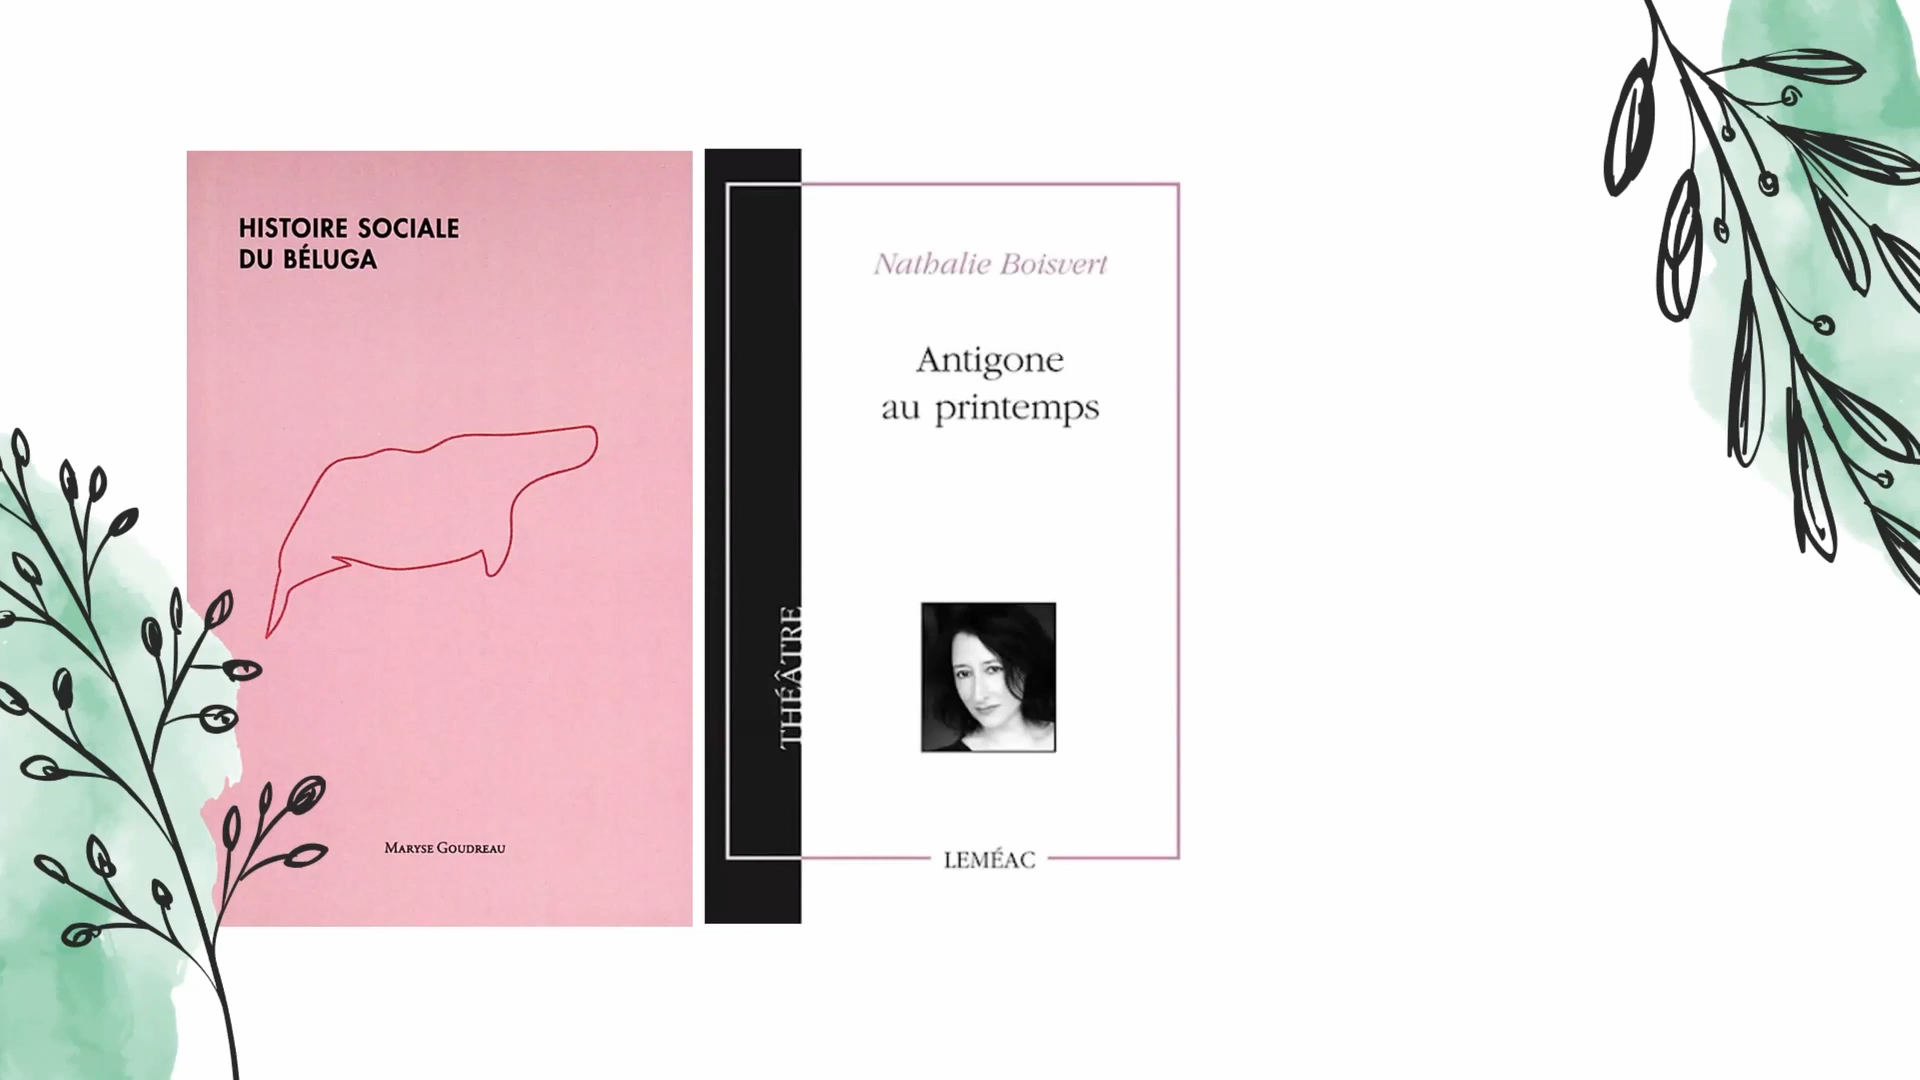 HISTOIRE SOCIALE
DU BÉLUGA
MARYSE GOUDREAU
Nathalie Boisvert
Antigone
au printemps
THÉÂTRE
LEMÉAC